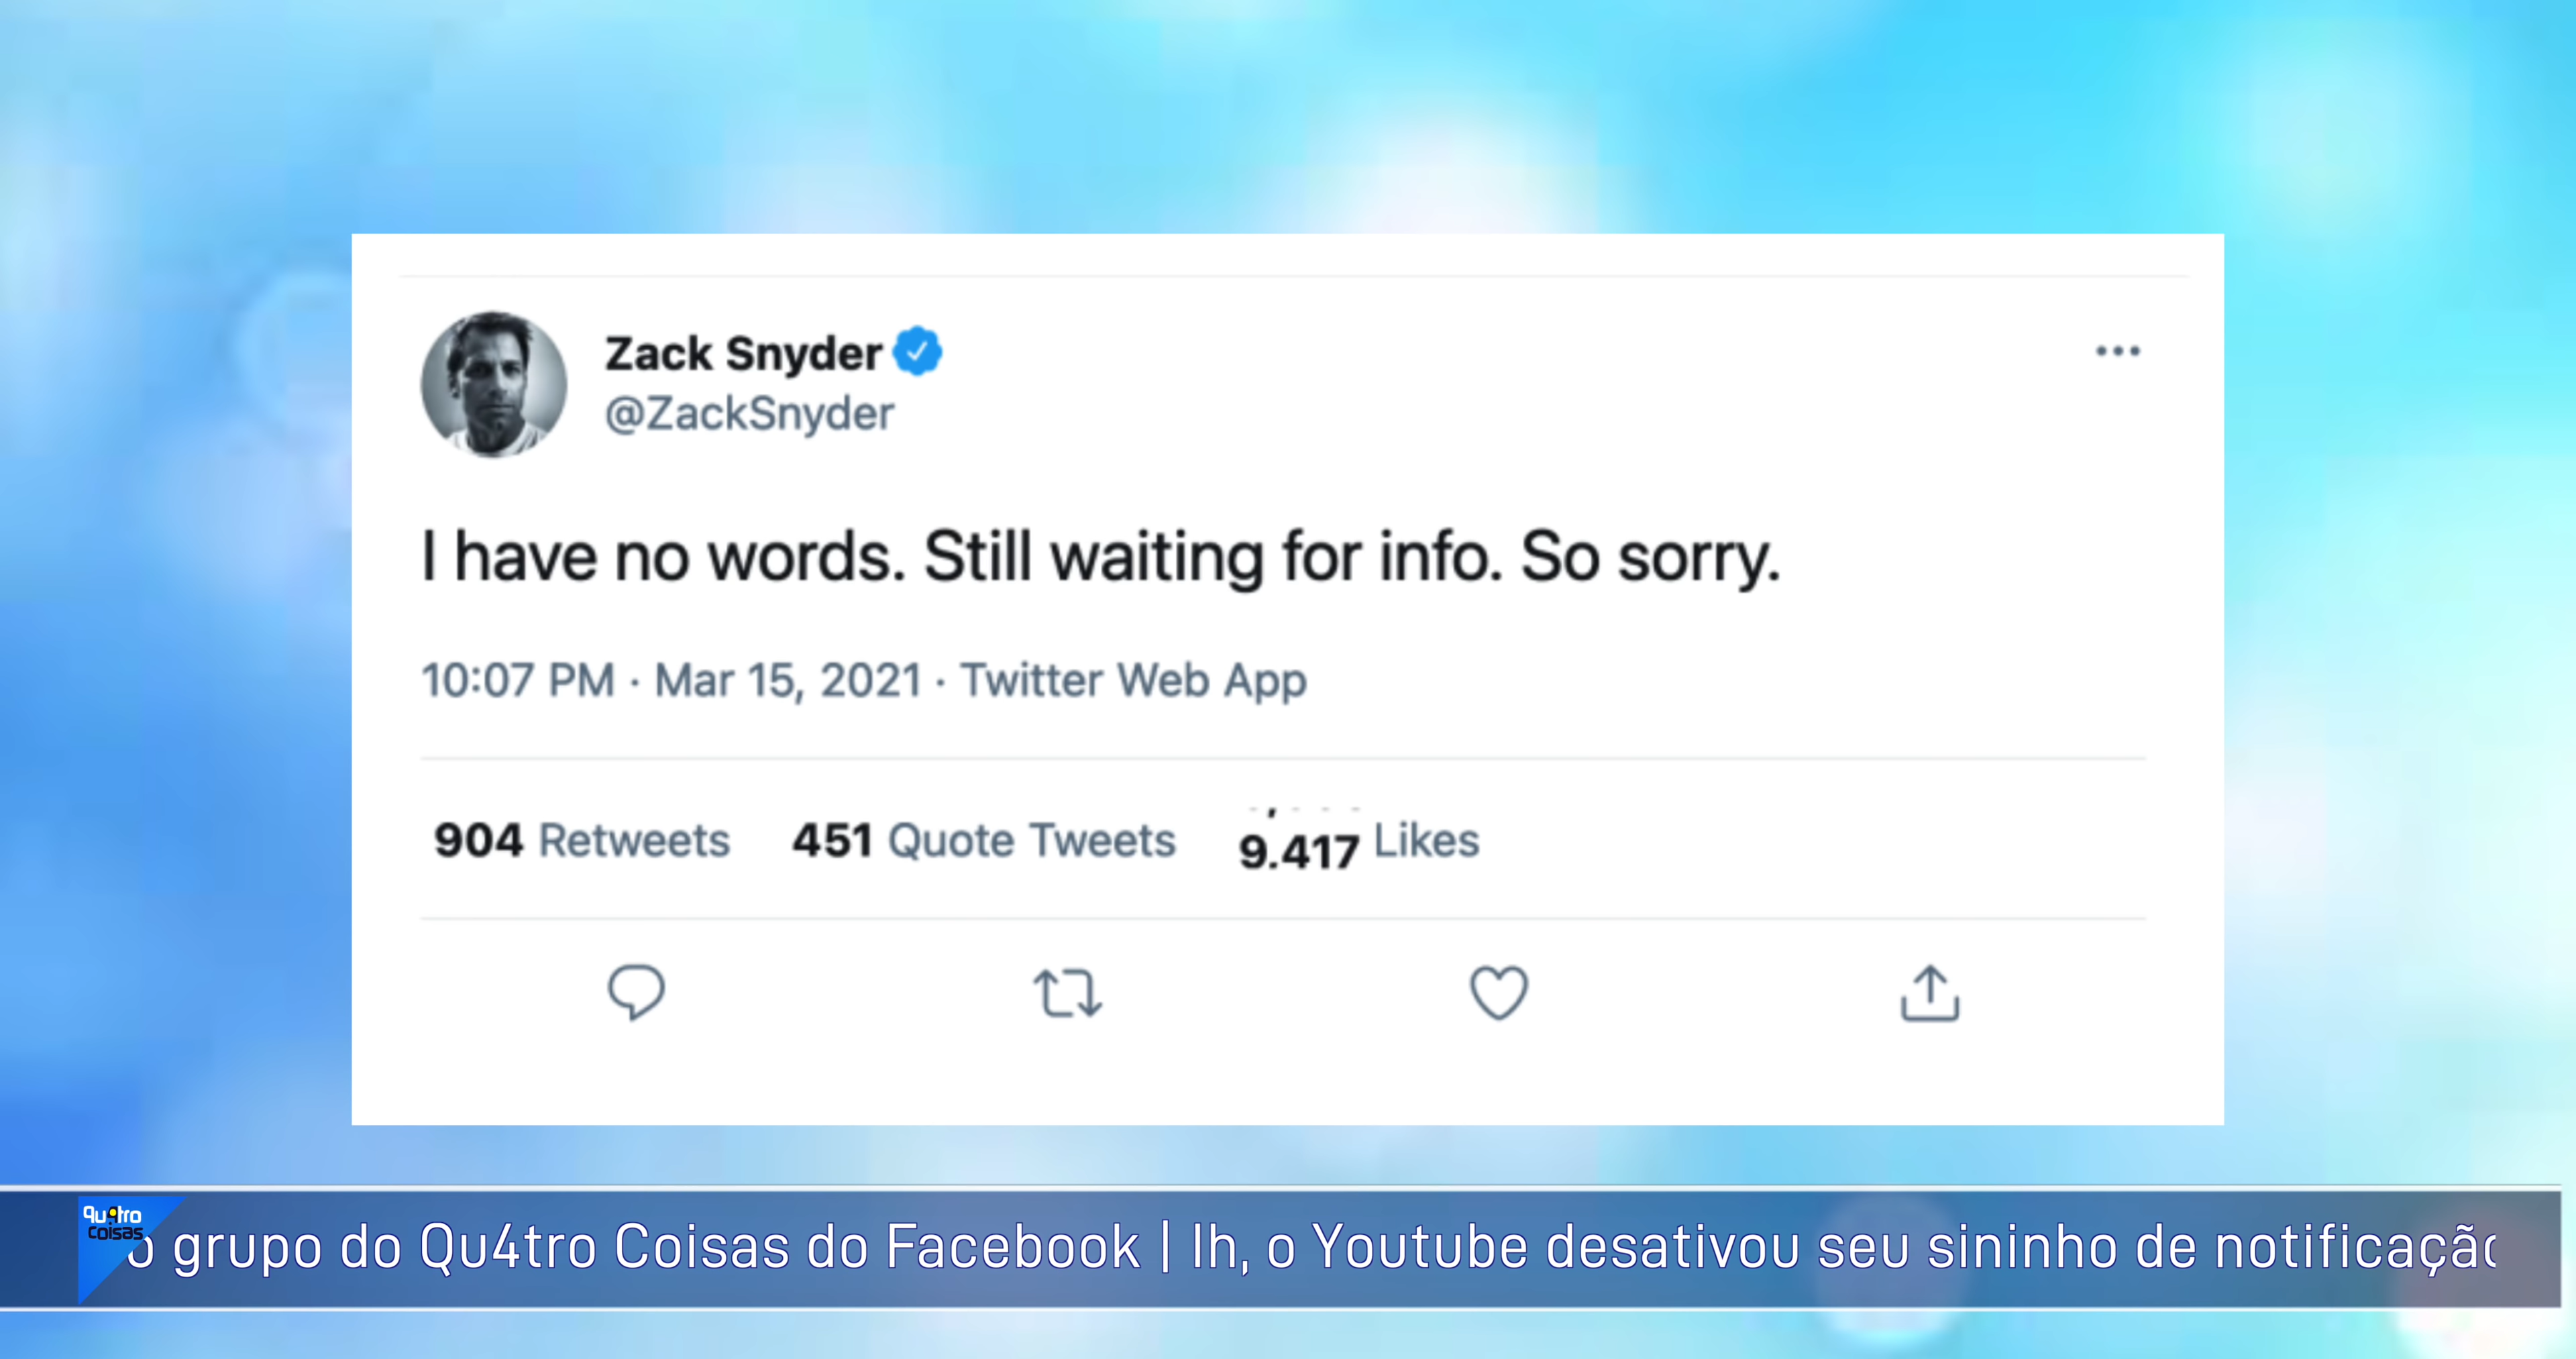 Zack Snyder
@ZackSnyder
I have no words. Still waiting for info. So sorry.
10:07 PM · Mar 15, 2021 · Twitter Web App
904 Retweets 451 Quote Tweets 9.417 Likes
qu4tro
coisas
o grupo do Qu4tro Coisas do Facebook | Ih, o Youtube desativou seu sininho de notificação